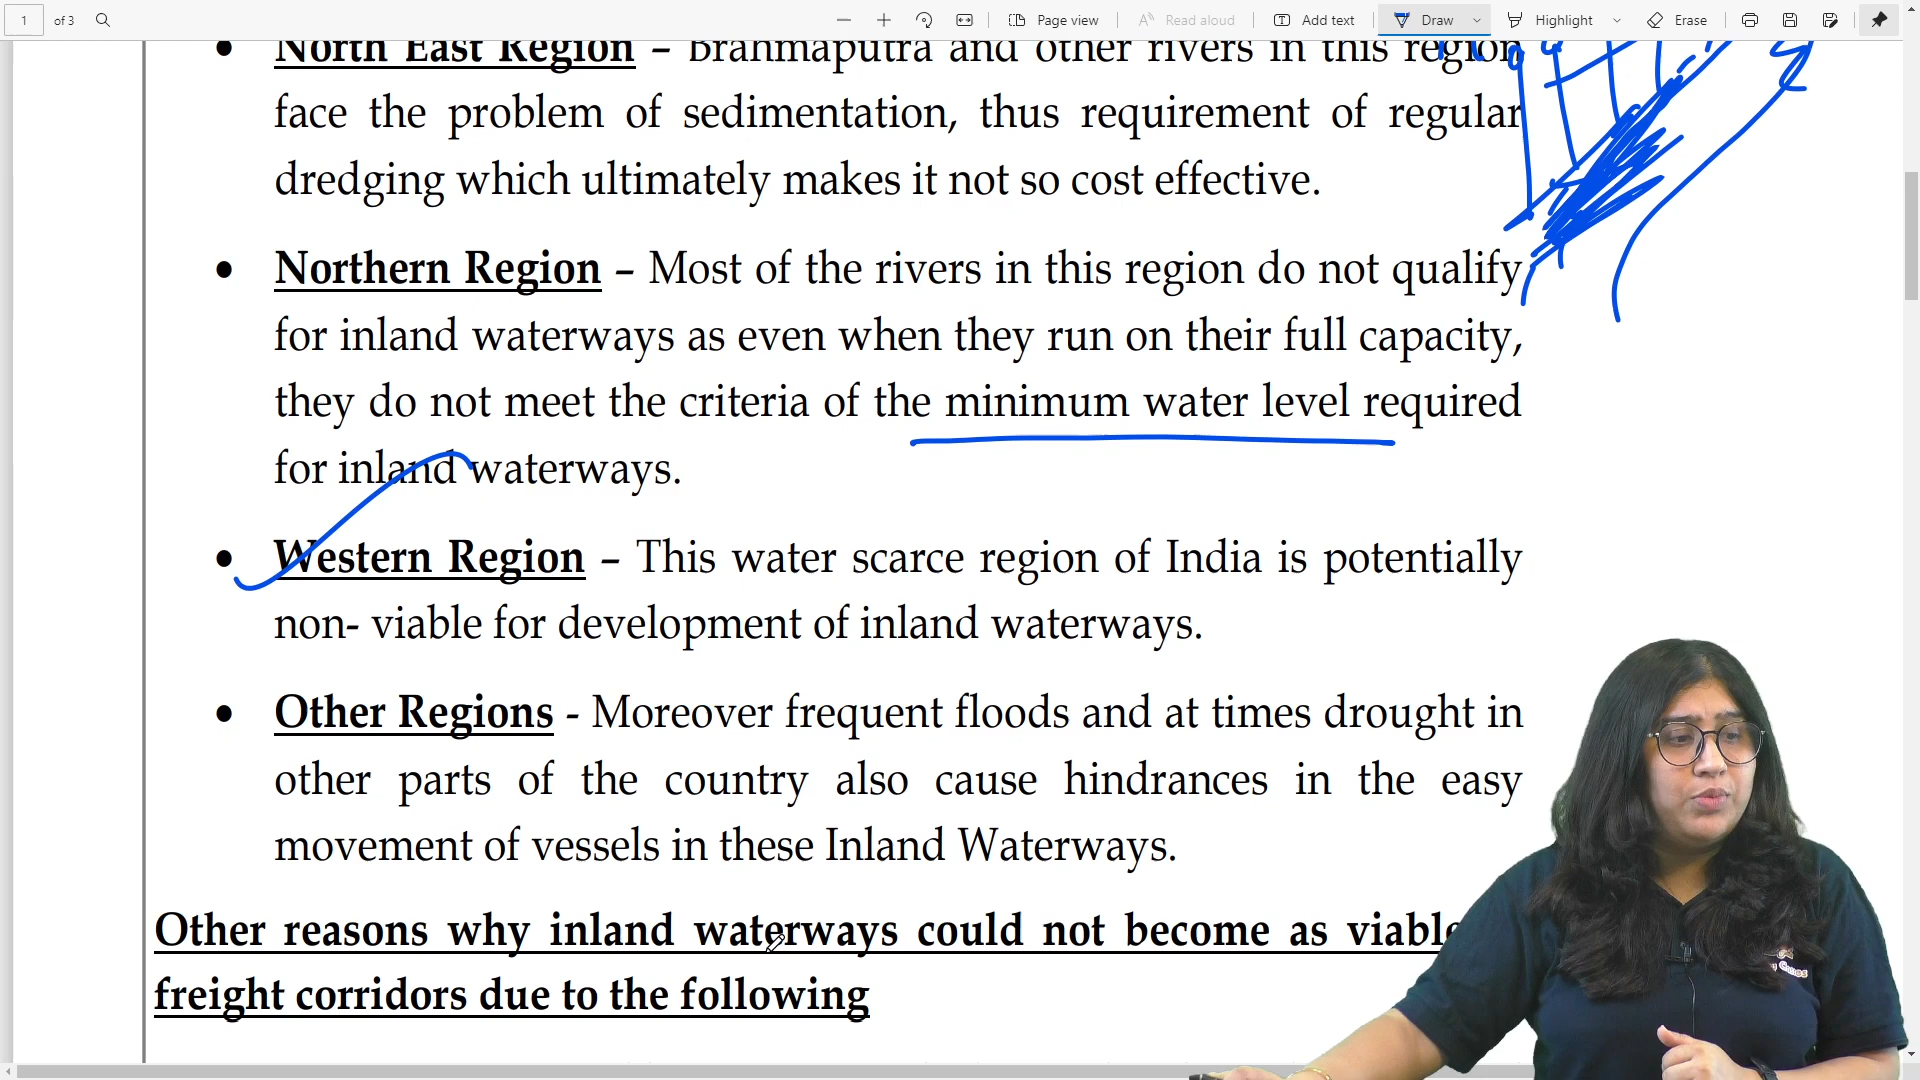 1 of 3 Page view Read aloud Add text Draw Highlight Erase
North East Region – Brahmaputra and other rivers in this region
face the problem of sedimentation, thus requirement of regular
dredging which ultimately makes it not so cost effective.
Northern Region – Most of the rivers in this region do not qualify
for inland waterways as even when they run on their full capacity,
they do not meet the criteria of the minimum water level required
for inland waterways.
Western Region – This water scarce region of India is potentially
non- viable for development of inland waterways.
Other Regions - Moreover frequent floods and at times drought in
other parts of the country also cause hindrances in the easy
movement of vessels in these Inland Waterways.
Other reasons why inland waterways could not become as viable
freight corridors due to the following